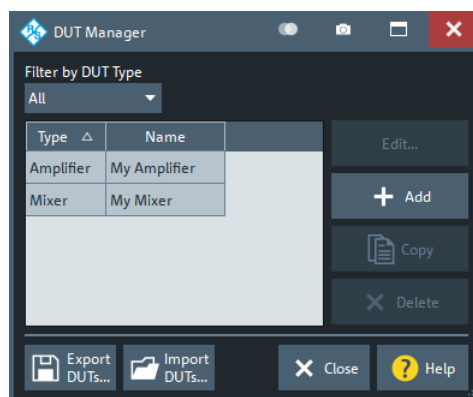 DUT Manager
Filter by DUT Type
All
Type Name
Amplifier My Amplifier
Mixer My Mixer
Edit...
Add
Copy
Delete
Export
DUTs...
Import
DUTs...
Close
? Help